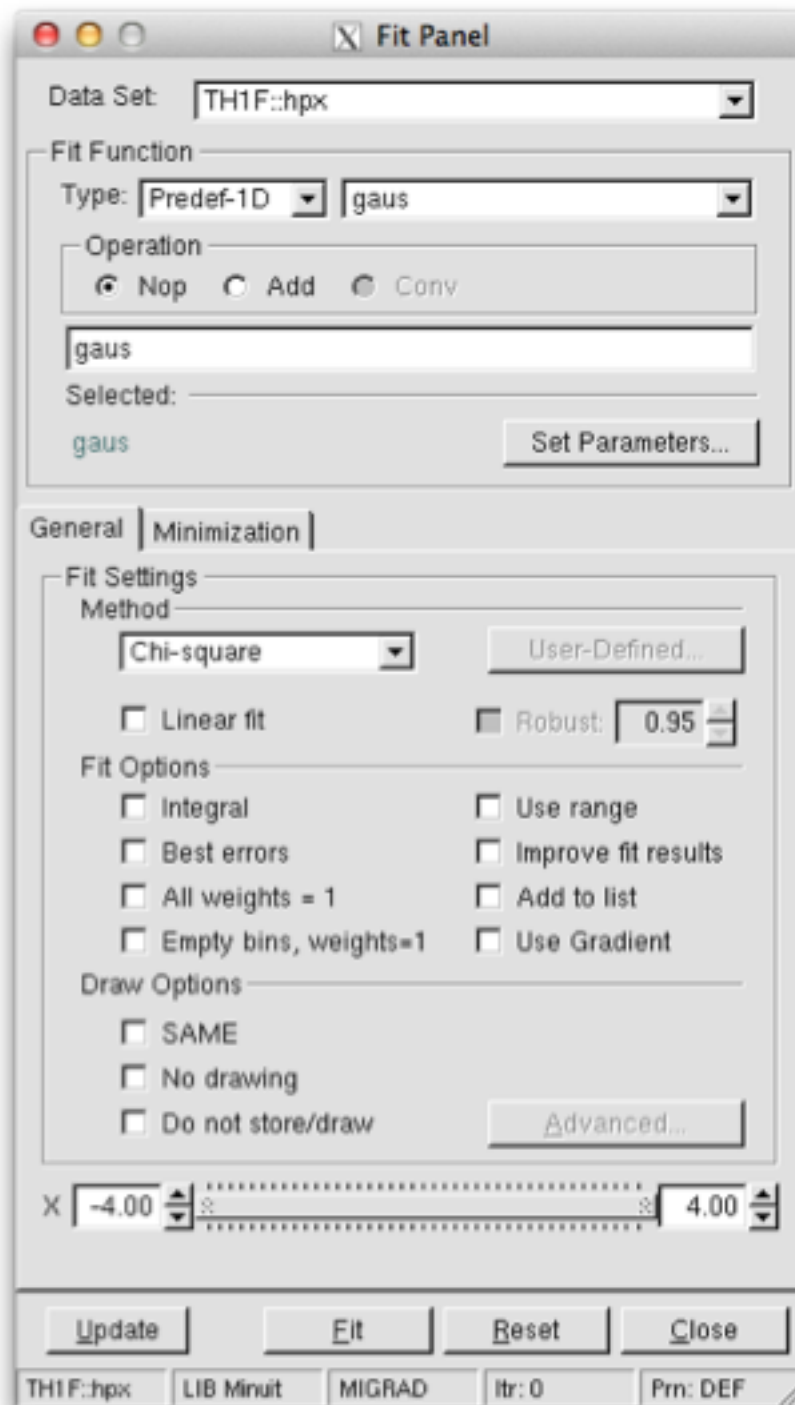 X Fit Panel
Data Set: TH1F::hpx
Fit Function
Type: Predef-1D gaus
Operation
Nop Add Conv
gaus
Selected:
gaus Set Parameters...
General Minimization
Fit Settings
Method
Chi-square User-Defined...
Linear fit Robust: 0.95
Fit Options
Integral Use range
Best errors Improve fit results
All weights = 1 Add to list
Empty bins, weights=1 Use Gradient
Draw Options
SAME
No drawing
Do not store/draw Advanced...
X -4.00 4.00
Update Fit Reset Close
TH1F::hpx LIB Minuit MIGRAD Itr: 0 Prn: DEF